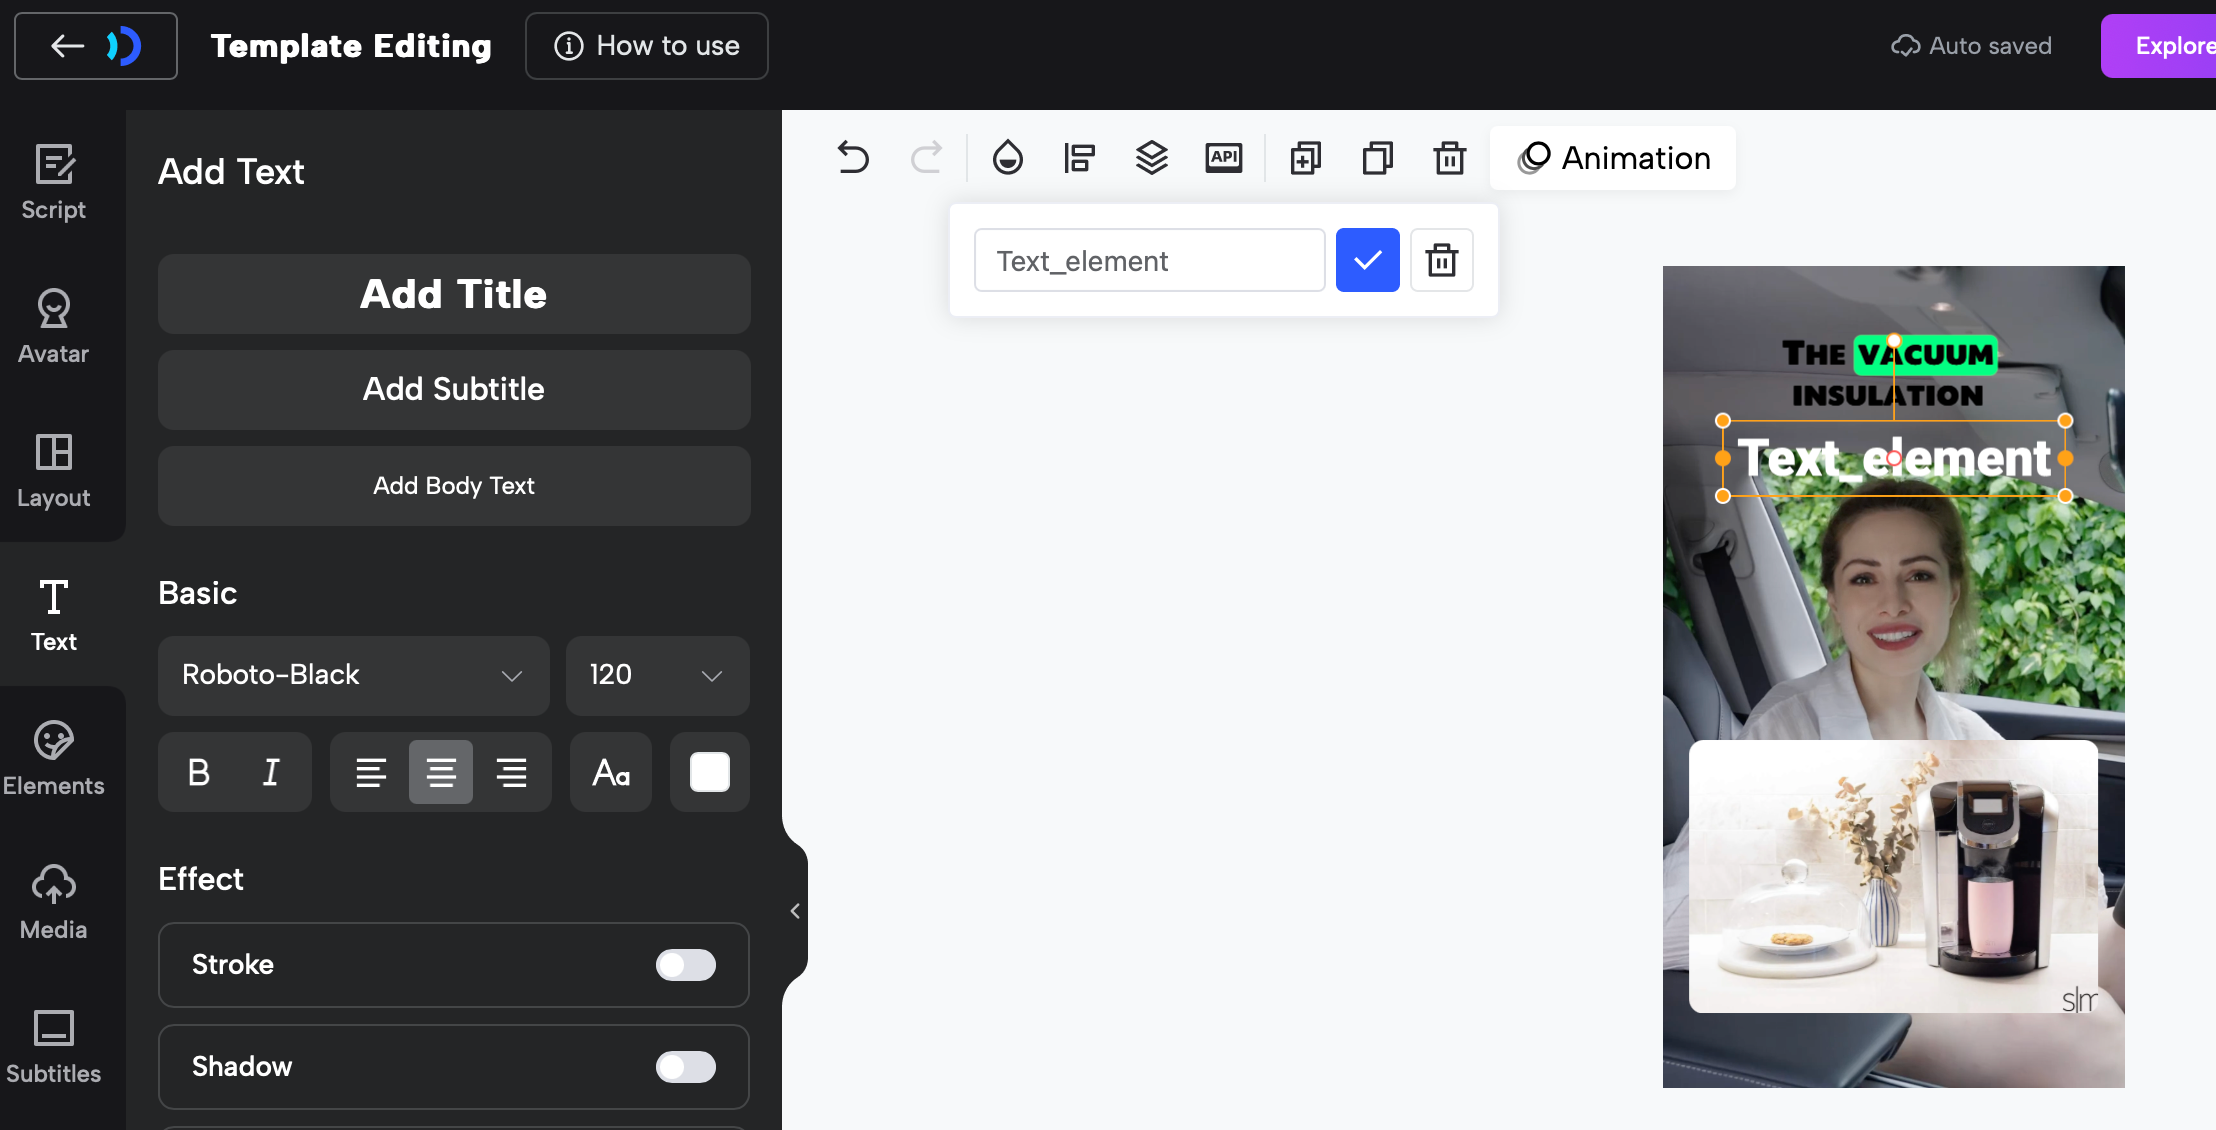 Template Editing
How to use
Auto saved
Explore
Script
Avatar
Layout
Text
Elements
Media
Subtitles
Add Text
Add Title
Add Subtitle
Add Body Text
Basic
Roboto-Black
120
B I
Aa
Effect
Stroke
Shadow
API
Animation
Text_element
THE VACUUM
INSULATION
Text_element